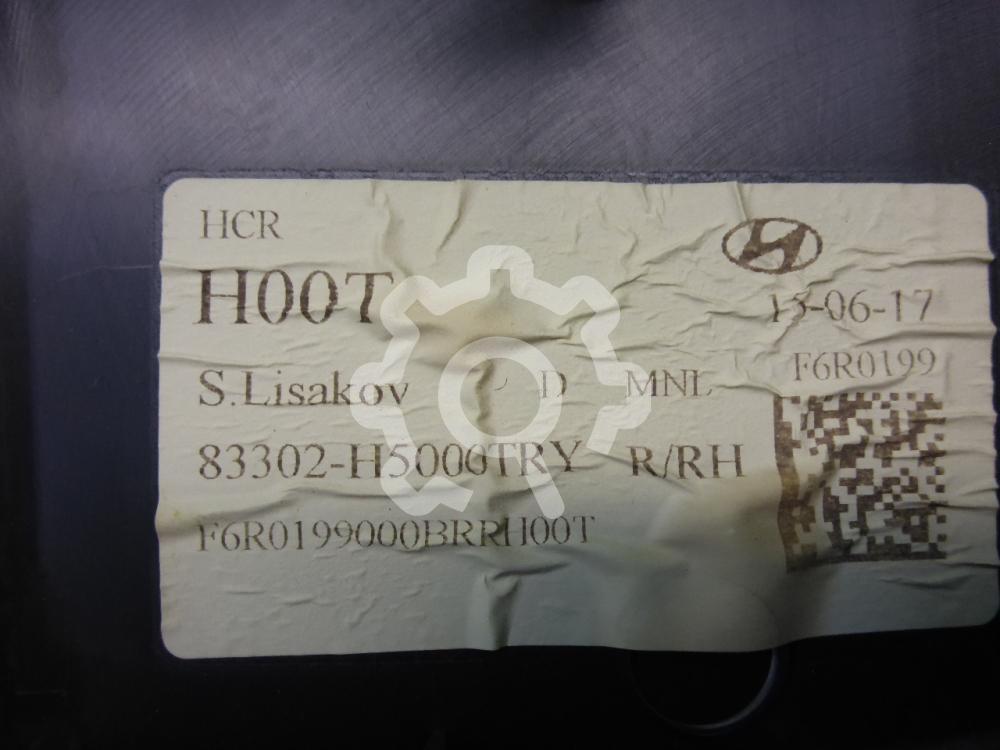 HCR
H00T
13-06-17
F6R0199
S.Lisakov D MNL
83302-H5000TRY R/RH
F6R0199000BRRH00T